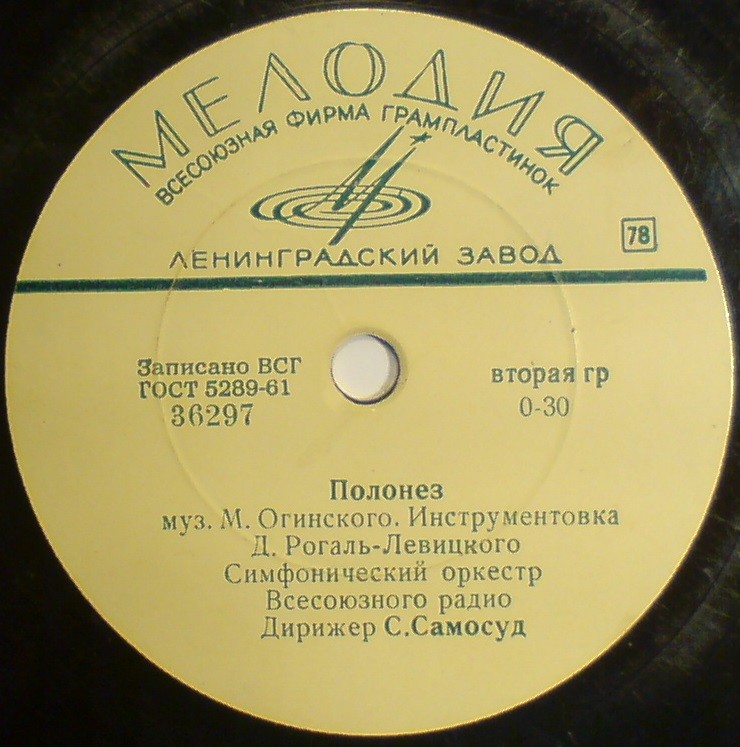 МЕЛОДИЯ
ВСЕСОЮЗНАЯ ФИРМА ГРАМПЛАСТИНОК
ЛЕНИНГРАДСКИЙ ЗАВОД
78
Записано ВСГ
ГОСТ 5289-61
36297
вторая гр
0-30
Полонез
муз. М. Огинского. Инструментовка
Д. Рогаль-Левицкого
Симфонический оркестр
Всесоюзного радио
Дирижер С.Самосуд